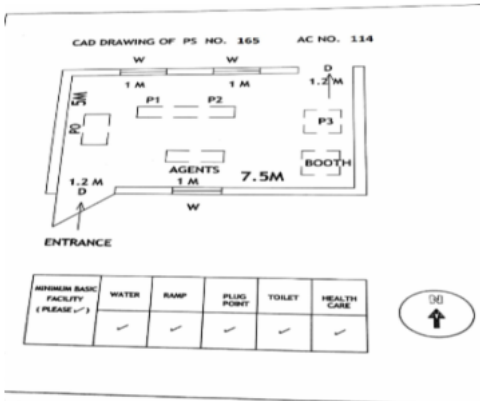 CAD DRAWING OF PS NO. 165 AC NO. 114
W W D
1 M 1 M 1.2 M
5M
P1 P2
P3
PO
AGENTS BOOTH
1.2 M 1 M 7.5M
D
W
ENTRANCE
MINIMUM BASIC FACILITY ( PLEASE ✓ ) WATER RAMP PLUG POINT TOILET HEALTH CARE
✓ ✓ ✓ ✓ ✓
N